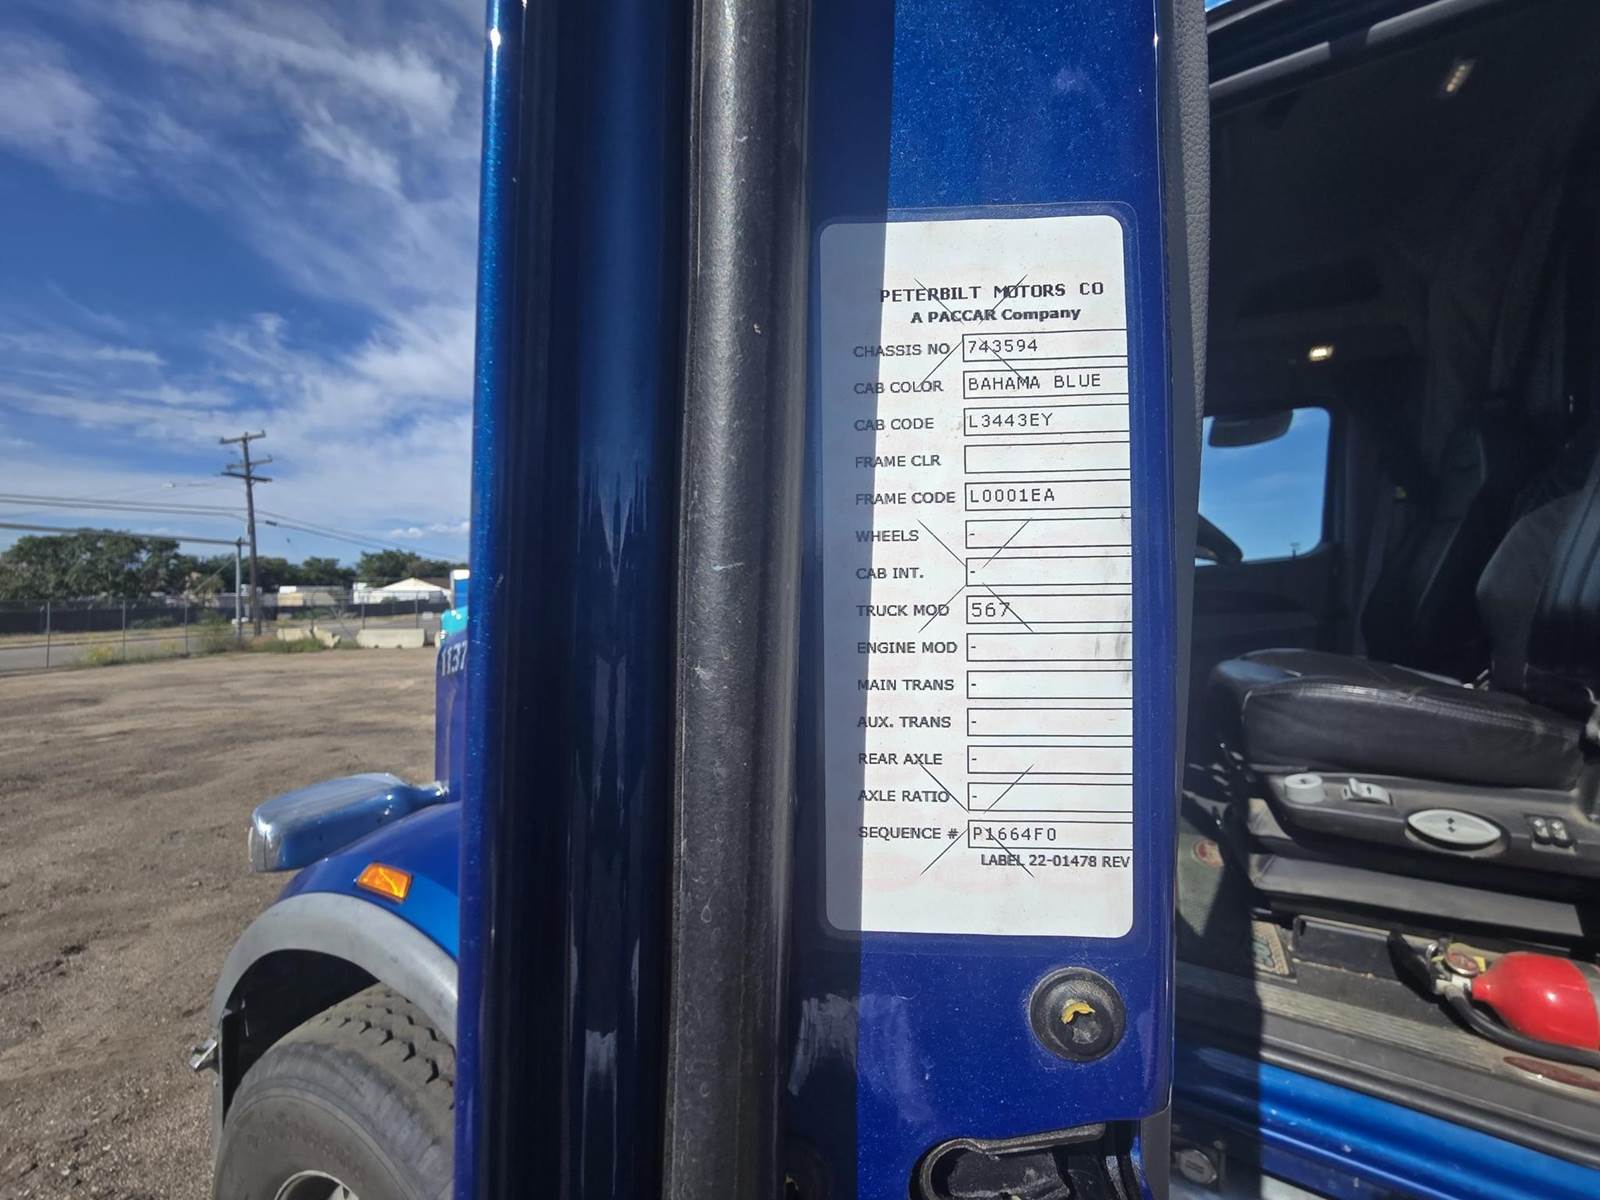 PETERBILT MOTORS CO
A PACCAR Company
CHASSIS NO 743594
CAB COLOR BAHAMA BLUE
CAB CODE L3443EY
FRAME CLR
FRAME CODE L0001EA
WHEELS -
CAB INT. -
TRUCK MOD 567
ENGINE MOD -
MAIN TRANS -
AUX. TRANS -
REAR AXLE -
AXLE RATIO -
SEQUENCE # P1664F0
LABEL 22-01478 REV
1137